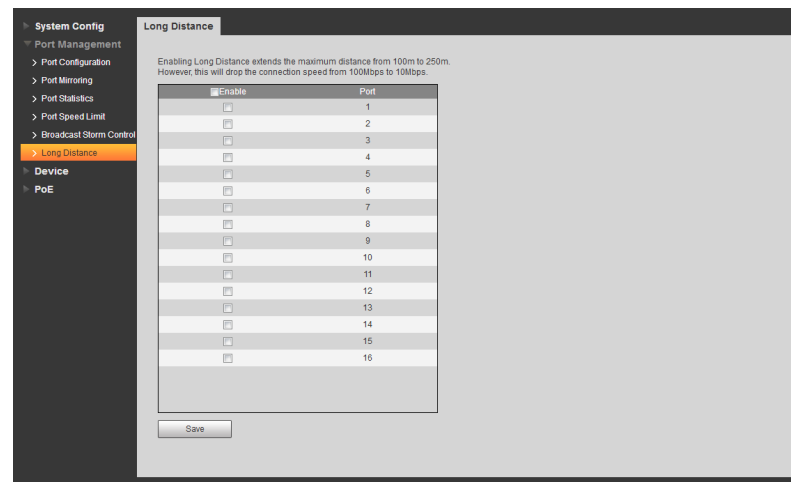 System Config
Port Management
Port Configuration
Port Mirroring
Port Statistics
Port Speed Limit
Broadcast Storm Control
Long Distance
Device
PoE
Long Distance
Enabling Long Distance extends the maximum distance from 100m to 250m.
However, this will drop the connection speed from 100Mbps to 10Mbps.
Enable Port
1
2
3
4
5
6
7
8
9
10
11
12
13
14
15
16
Save